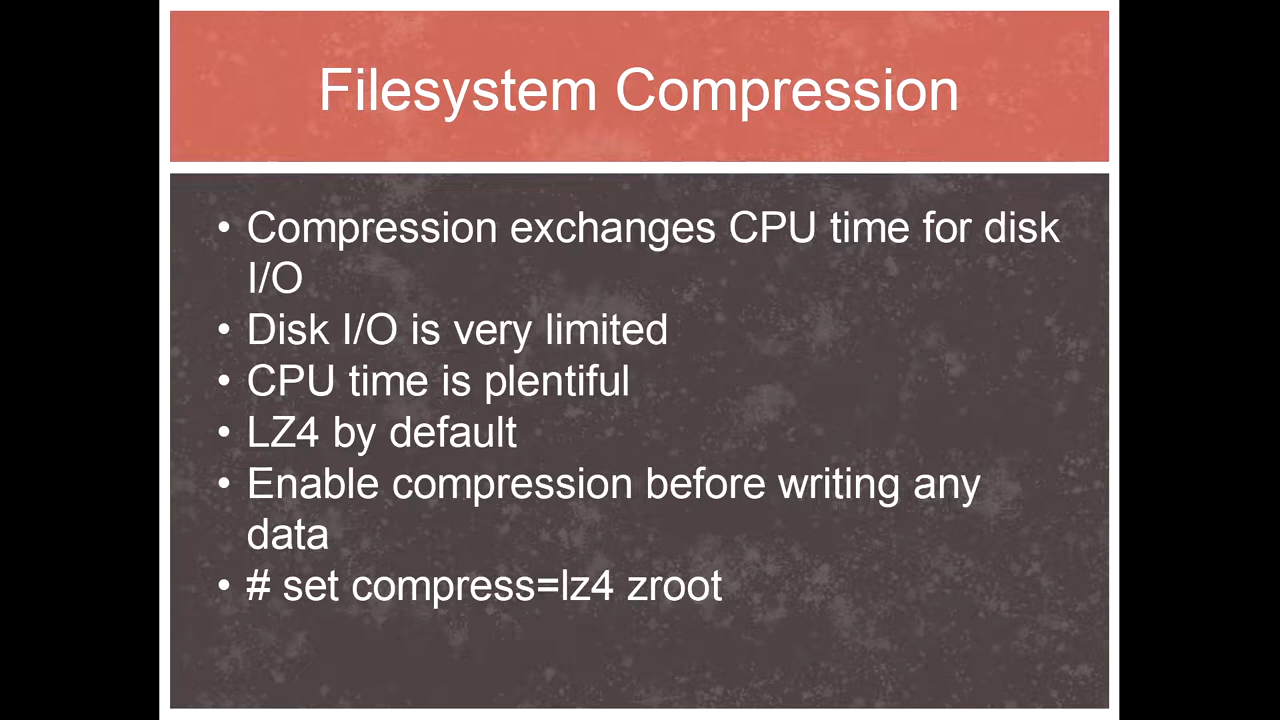 Filesystem Compression
• Compression exchanges CPU time for disk
I/O
• Disk I/O is very limited
• CPU time is plentiful
• LZ4 by default
• Enable compression before writing any
data
• # set compress=lz4 zroot